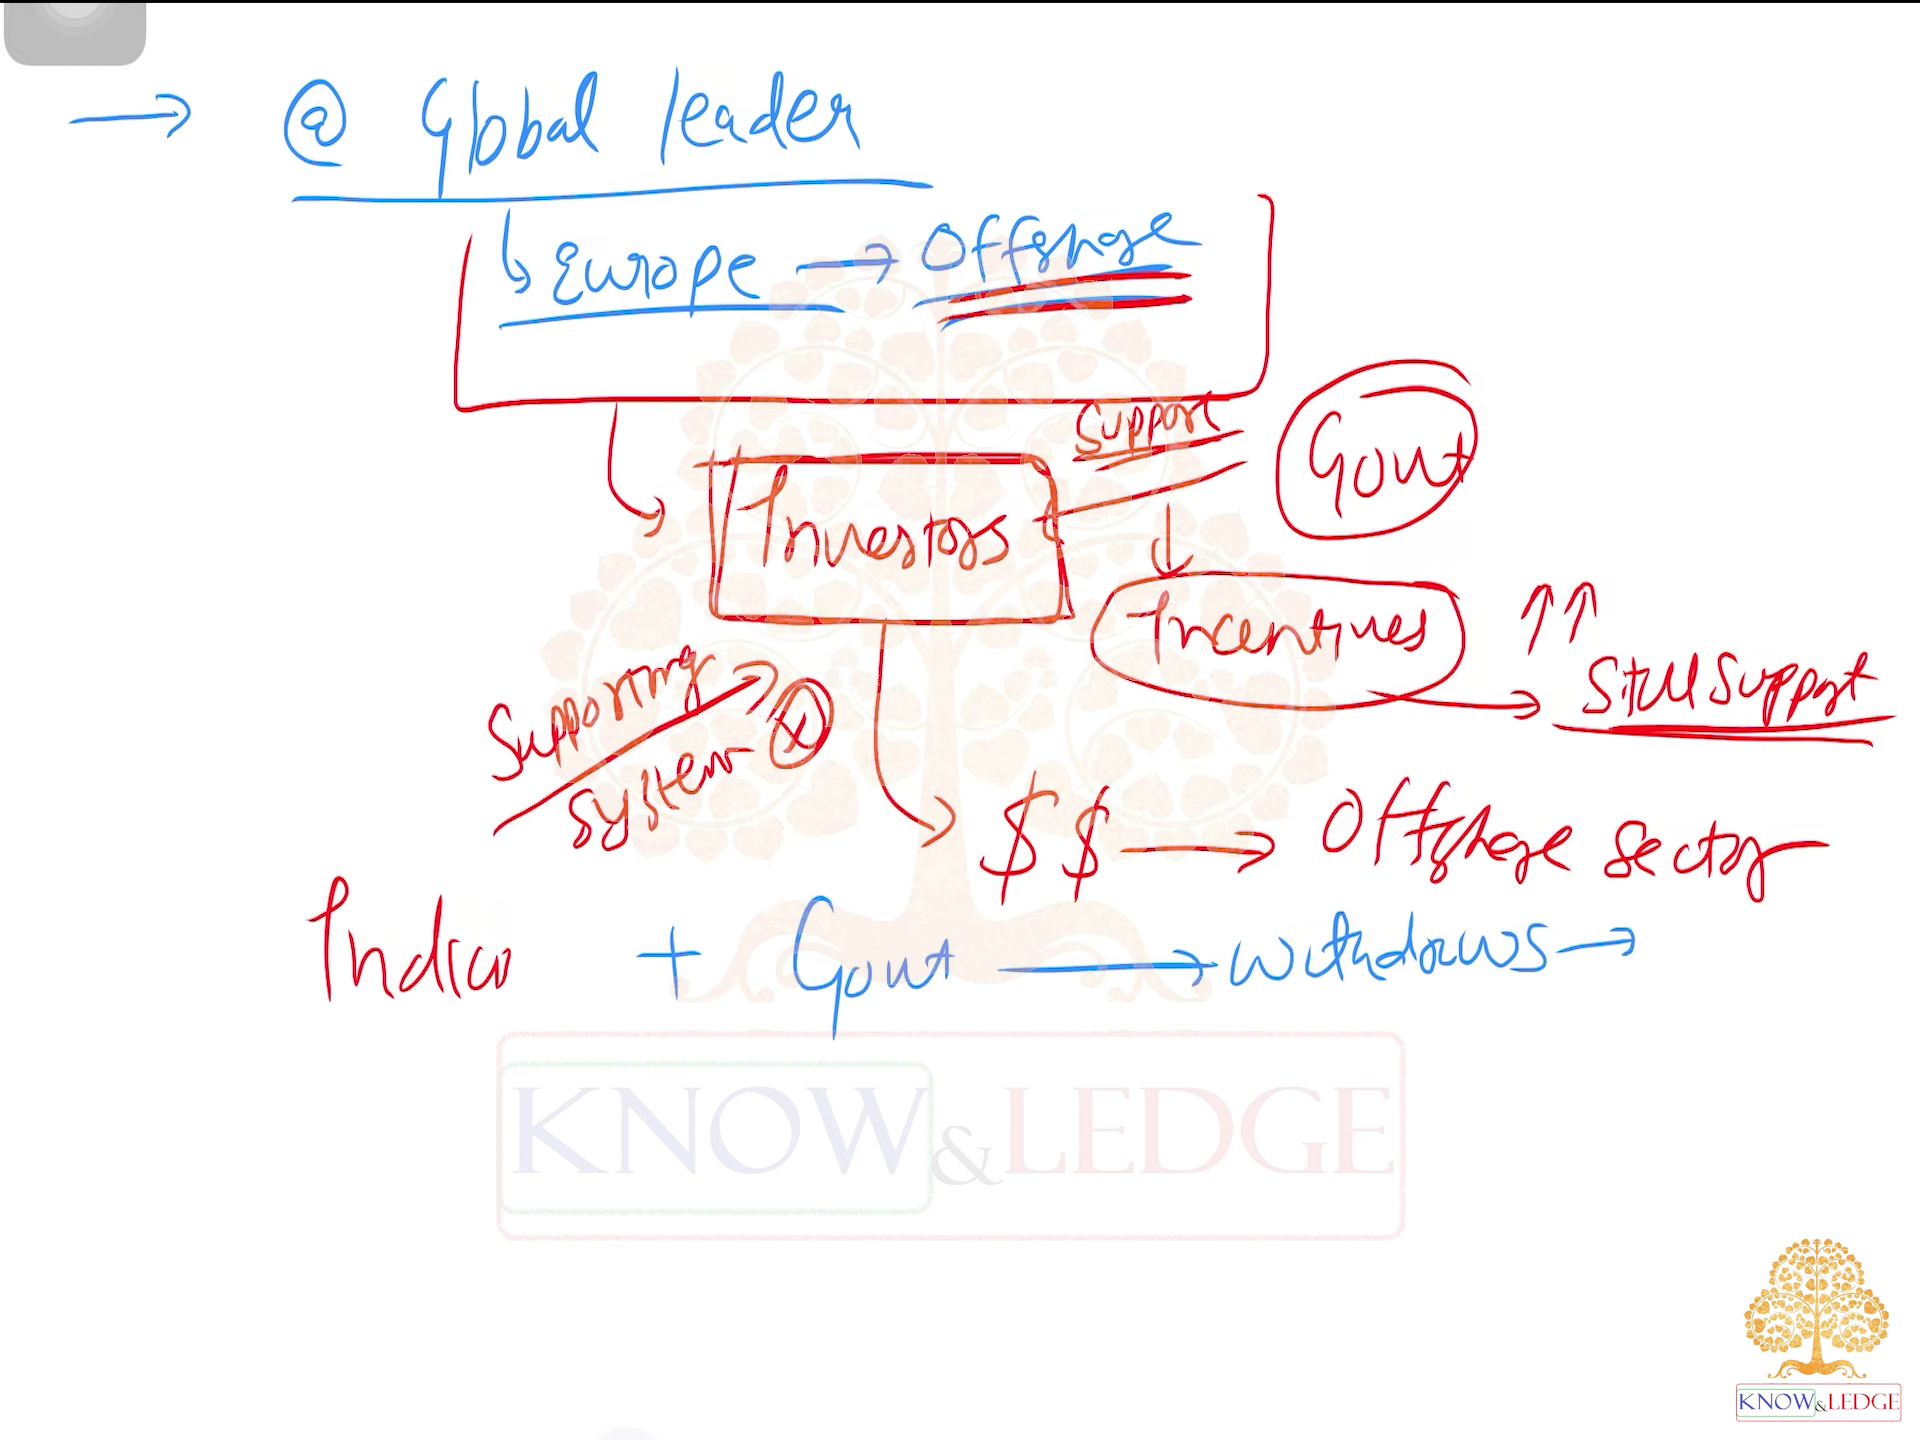 → @ Global leader
↳ Europe → Offshore
Support
Govt
Investors
Incentives ↑↑
Still Support
Supporting
System ⓧ
$ $ → Offshore Sector
India + Govt → withdraws →
KNOW&LEDGE
KNOW&LEDGE